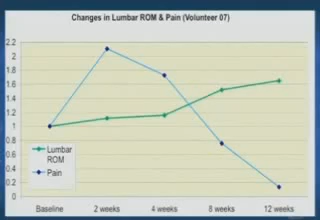 Changes in Lumbar ROM & Pain (Volunteer 07)
2.2
2
1.8
1.6
1.4
1.2
1
0.8
0.6
0.4
0.2
0
Lumbar
ROM
Pain
Baseline 2 weeks 4 weeks 8 weeks 12 weeks